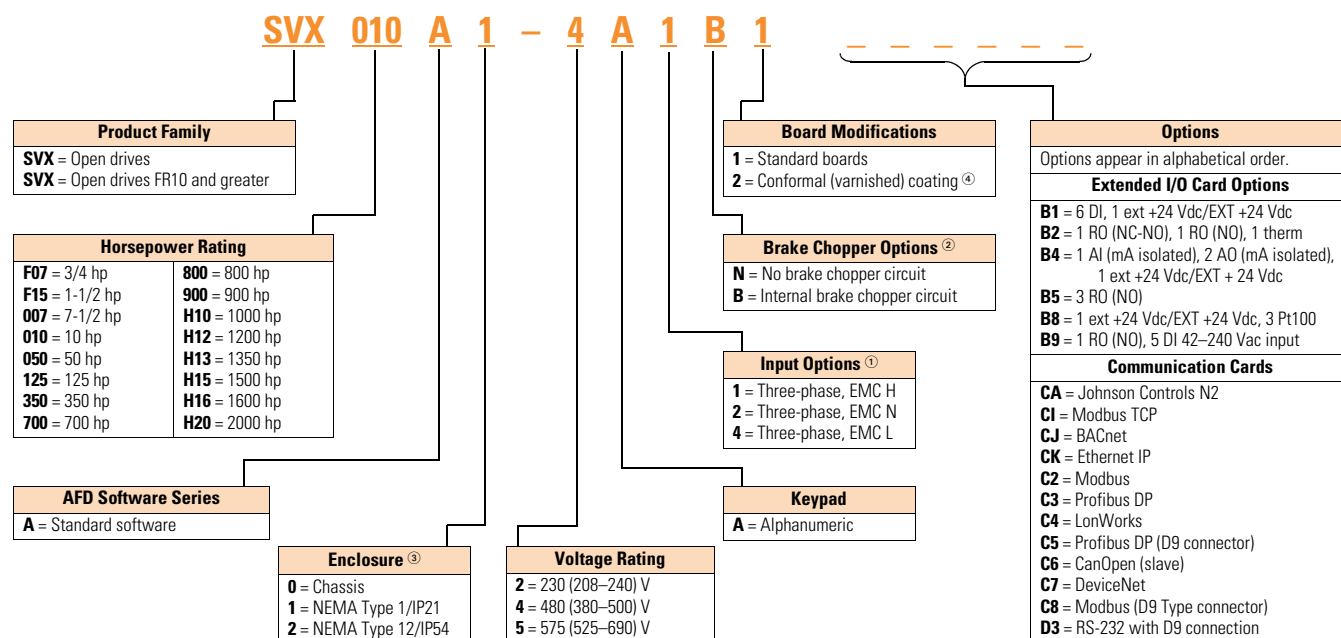 SVX 010 A 1 – 4 A 1 B 1 _ _ _ _ _ _
Product Family
SVX = Open drives
SVX = Open drives FR10 and greater
Horsepower Rating
F07 = 3/4 hp
F15 = 1-1/2 hp
007 = 7-1/2 hp
010 = 10 hp
050 = 50 hp
125 = 125 hp
350 = 350 hp
700 = 700 hp
800 = 800 hp
900 = 900 hp
H10 = 1000 hp
H12 = 1200 hp
H13 = 1350 hp
H15 = 1500 hp
H16 = 1600 hp
H20 = 2000 hp
AFD Software Series
A = Standard software
Enclosure ③
0 = Chassis
1 = NEMA Type 1/IP21
2 = NEMA Type 12/IP54
Voltage Rating
2 = 230 (208–240) V
4 = 480 (380–500) V
5 = 575 (525–690) V
Keypad
A = Alphanumeric
Input Options ①
1 = Three-phase, EMC H
2 = Three-phase, EMC N
4 = Three-phase, EMC L
Brake Chopper Options ②
N = No brake chopper circuit
B = Internal brake chopper circuit
Board Modifications
1 = Standard boards
2 = Conformal (varnished) coating ④
Options
Options appear in alphabetical order.
Extended I/O Card Options
B1 = 6 DI, 1 ext +24 Vdc/EXT +24 Vdc
B2 = 1 RO (NC-NO), 1 RO (NO), 1 therm
B4 = 1 AI (mA isolated), 2 AO (mA isolated),
1 ext +24 Vdc/EXT + 24 Vdc
B5 = 3 RO (NO)
B8 = 1 ext +24 Vdc/EXT +24 Vdc, 3 Pt100
B9 = 1 RO (NO), 5 DI 42–240 Vac input
Communication Cards
CA = Johnson Controls N2
CI = Modbus TCP
CJ = BACnet
CK = Ethernet IP
C2 = Modbus
C3 = Profibus DP
C4 = LonWorks
C5 = Profibus DP (D9 connector)
C6 = CanOpen (slave)
C7 = DeviceNet
C8 = Modbus (D9 Type connector)
D3 = RS-232 with D9 connection